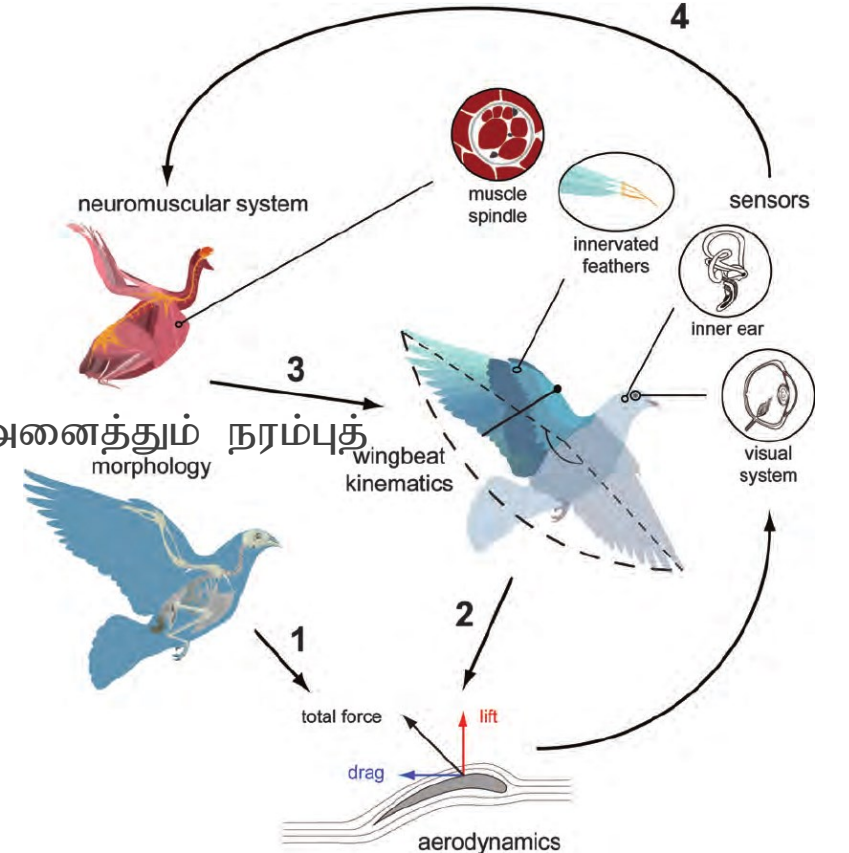 4
neuromuscular system
muscle
spindle
sensors
innervated
feathers
inner ear
3
அனைத்தும் நரம்புத்
morphology
wingbeat
kinematics
visual
system
1
2
total force
lift
drag
aerodynamics